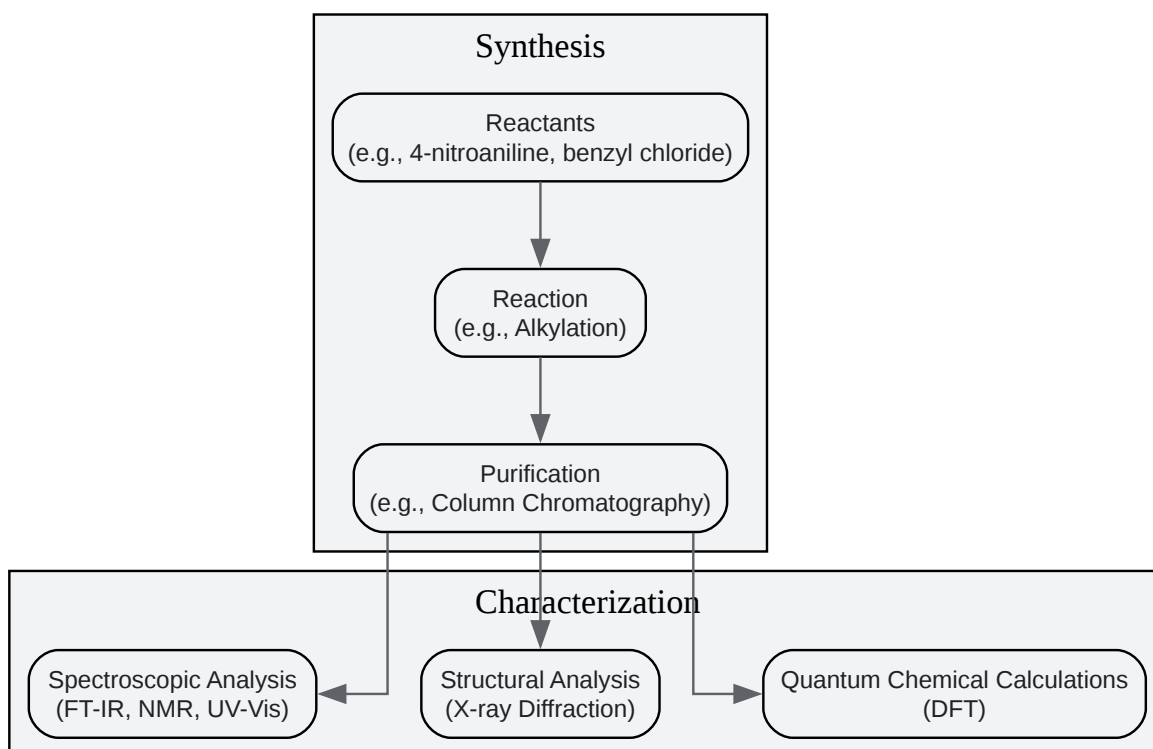 Synthesis
Reactants
(e.g., 4-nitroaniline, benzyl chloride)
Reaction
(e.g., Alkylation)
Purification
(e.g., Column Chromatography)
Characterization
Spectroscopic Analysis
(FT-IR, NMR, UV-Vis)
Structural Analysis
(X-ray Diffraction)
Quantum Chemical Calculations
(DFT)